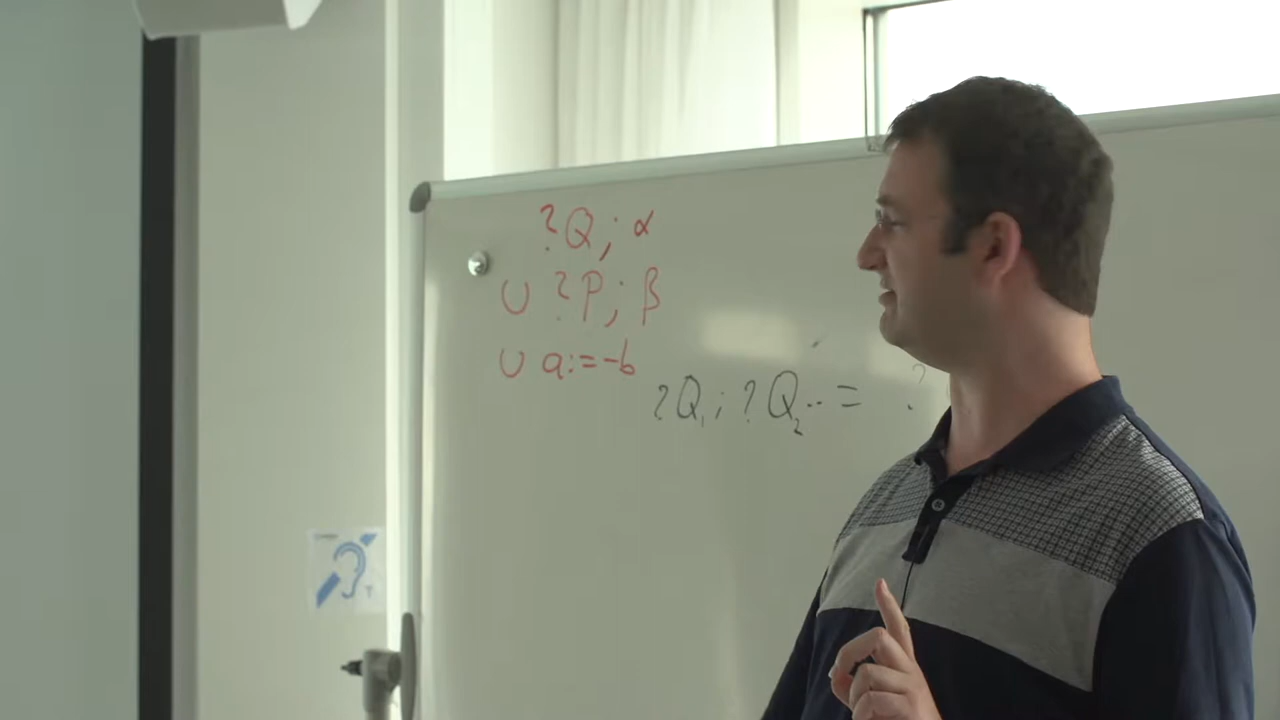 ?Q; α
∪ ?P; β
∪ a:=-b
?Q₁; ?Q₂.. = ?
T